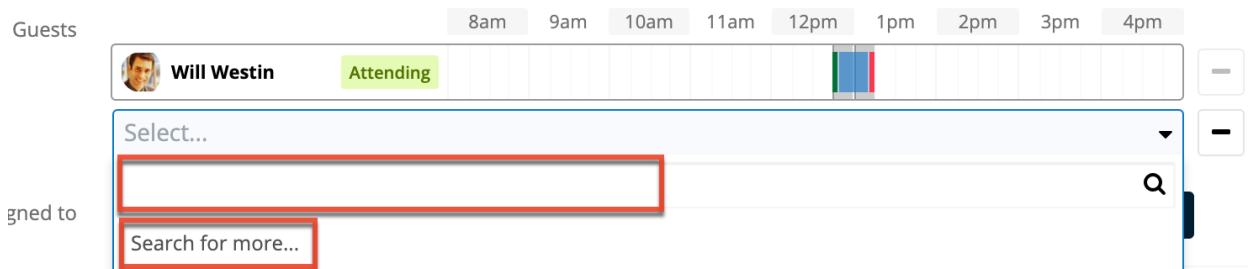 Guests
8am 9am 10am 11am 12pm 1pm 2pm 3pm 4pm
Will Westin Attending
Select...
gned to
Search for more...